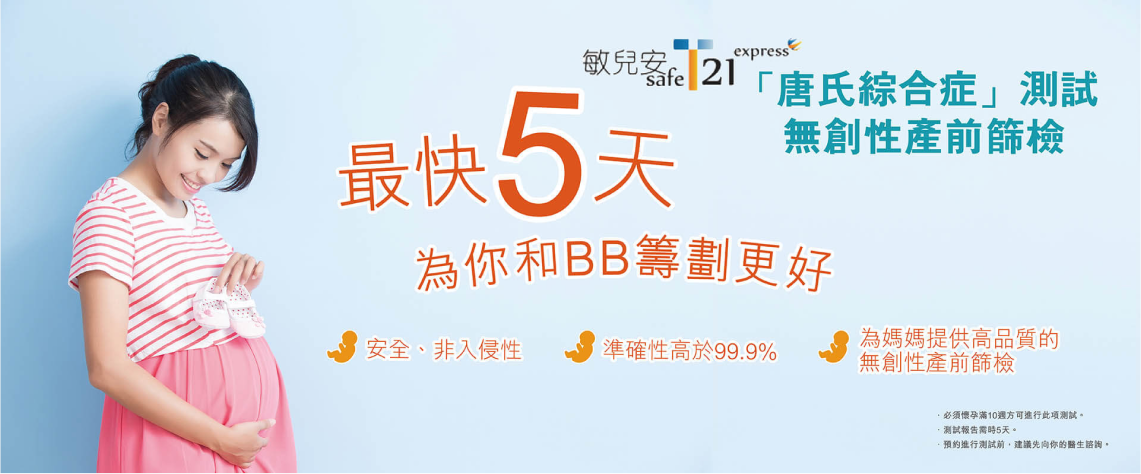 敏兒安
safe T21 express
「唐氏綜合症」測試
無創性產前篩檢
最快5天
為你和BB籌劃更好
安全、非入侵性
準確性高於99.9%
為媽媽提供高品質的
無創性產前篩檢
· 必須懷孕滿10週方可進行此項測試。
· 測試報告需時5天。
· 預約進行測試前，建議先向你的醫生諮詢。